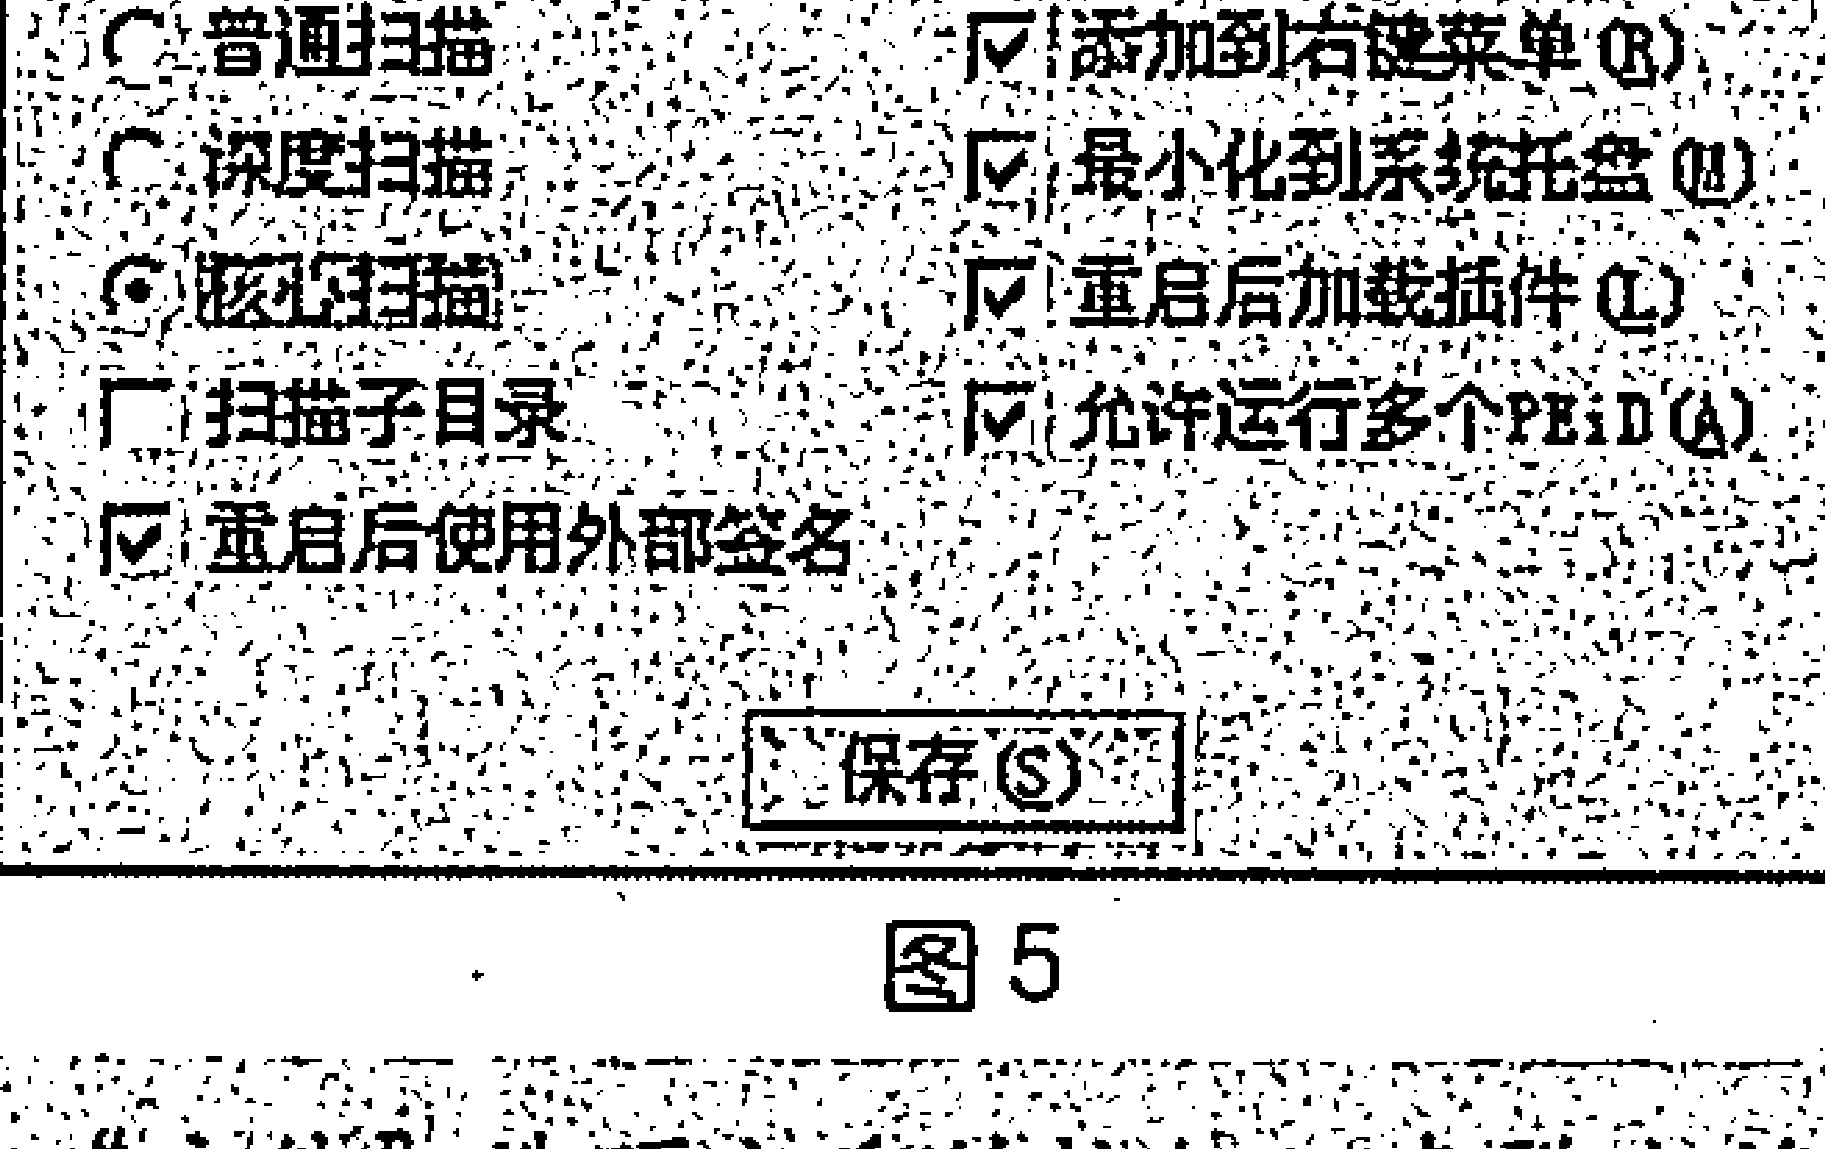 普通扫描
添加到右键菜单(R)
深度扫描
最小化到系统托盘(M)
核心扫描
重启后加载插件(L)
扫描子目录
允许运行多个PEiD(A)
重启后使用外部签名
保存(S)
图5